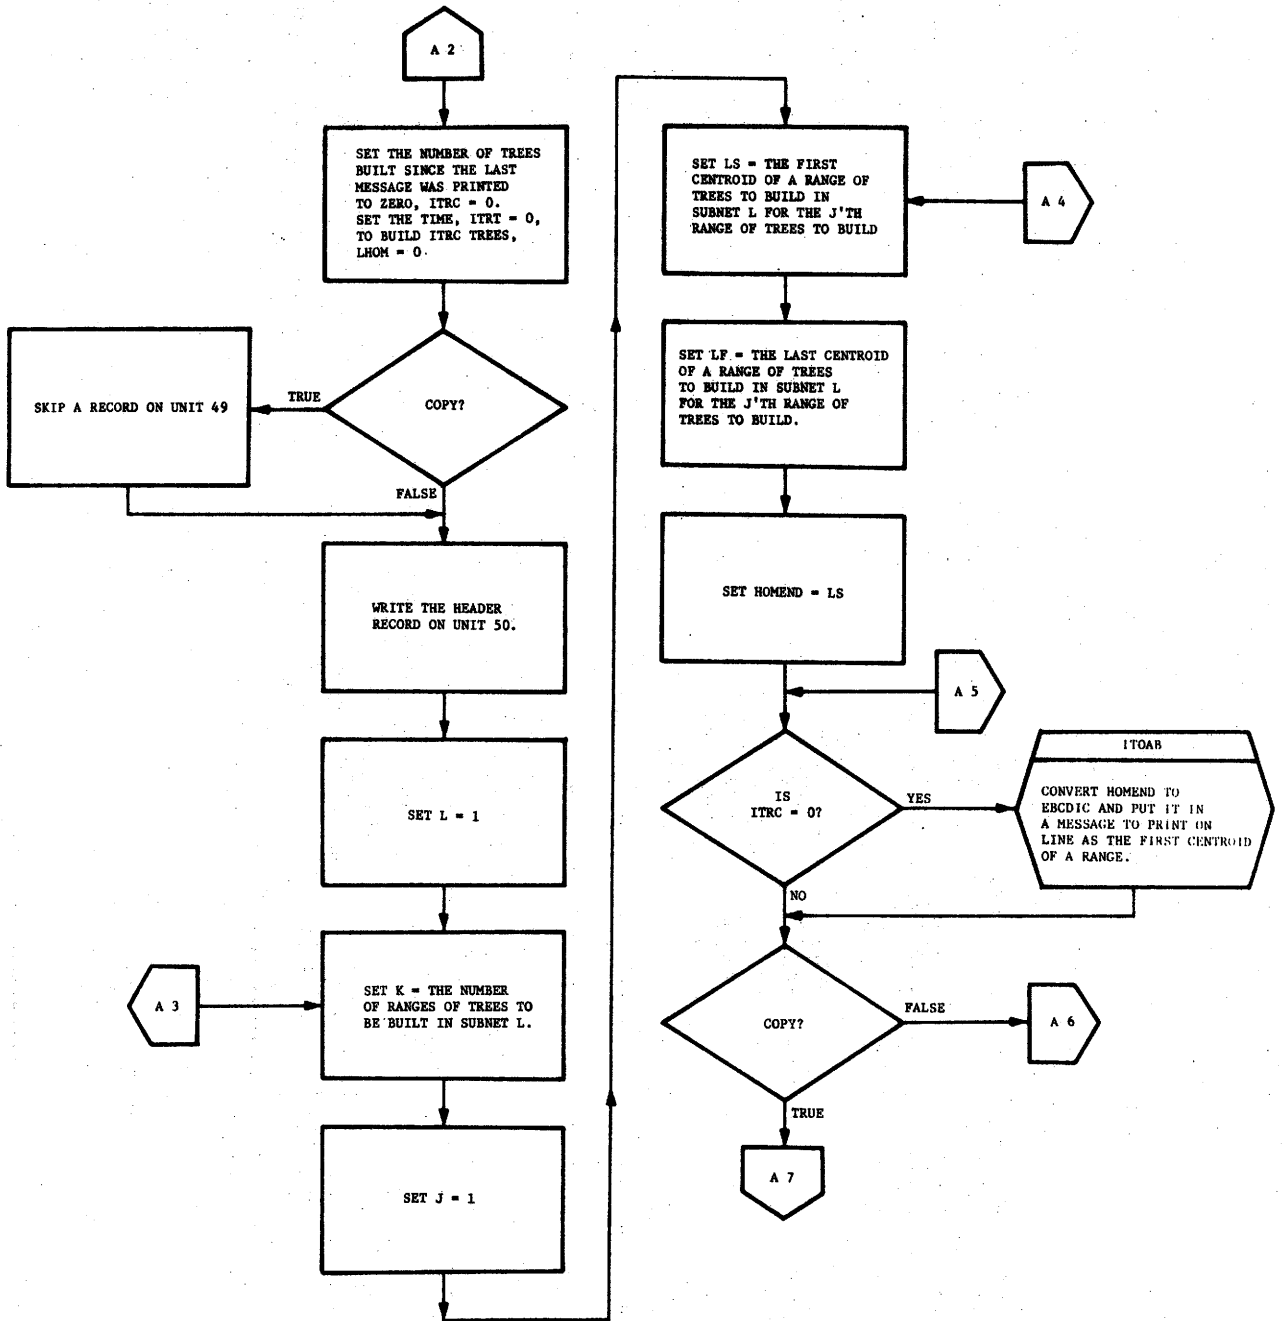 A 2
SET THE NUMBER OF TREES
BUILT SINCE THE LAST
MESSAGE WAS PRINTED
TO ZERO, ITRC = 0.
SET THE TIME, ITRT = 0,
TO BUILD ITRC TREES,
LHOM = 0.
COPY?
TRUE
SKIP A RECORD ON UNIT 49
FALSE
WRITE THE HEADER
RECORD ON UNIT 50.
SET L = 1
A 3
SET K = THE NUMBER
OF RANGES OF TREES TO
BE BUILT IN SUBNET L.
SET J = 1
SET LS = THE FIRST
CENTROID OF A RANGE OF
TREES TO BUILD IN
SUBNET L FOR THE J'TH
RANGE OF TREES TO BUILD
A 4
SET LF = THE LAST CENTROID
OF A RANGE OF TREES
TO BUILD IN SUBNET L
FOR THE J'TH RANGE OF
TREES TO BUILD.
SET HOMEND = LS
A 5
IS
ITRC = 0?
YES
ITOAB
CONVERT HOMEND TO
EBCDIC AND PUT IT IN
A MESSAGE TO PRINT ON
LINE AS THE FIRST CENTROID
OF A RANGE.
NO
COPY?
FALSE
A 6
TRUE
A 7